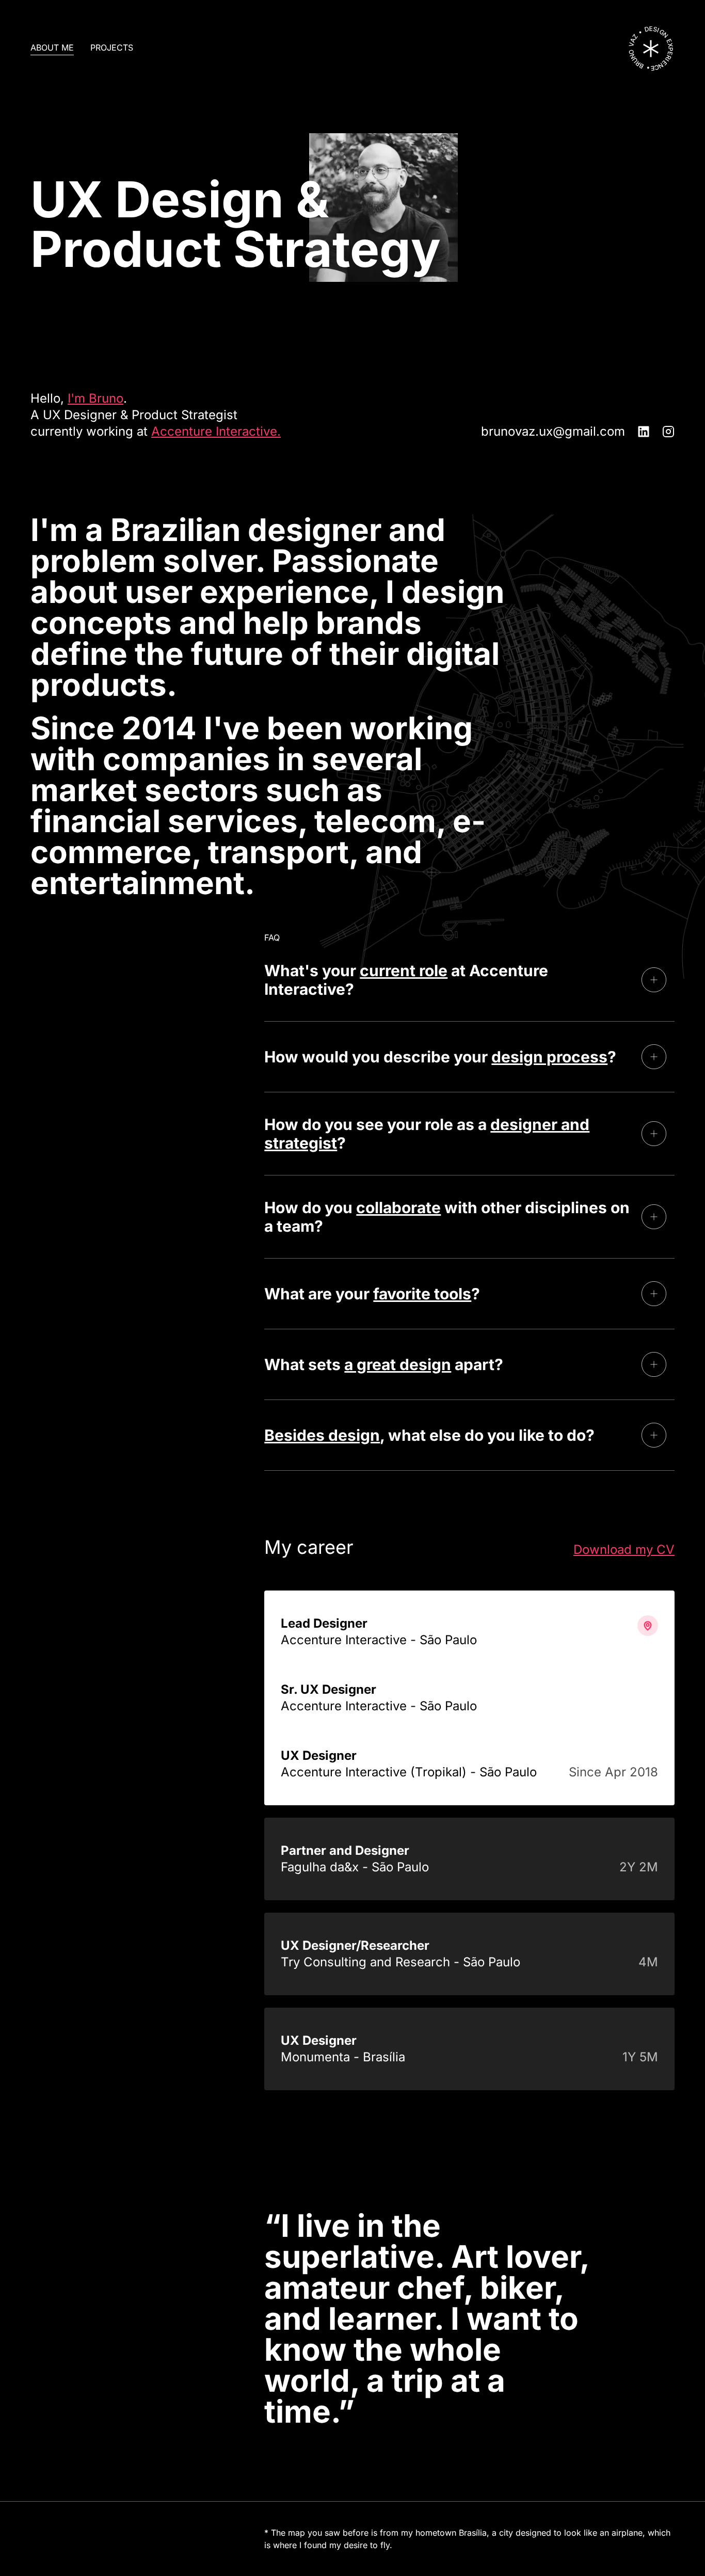 ABOUT ME
PROJECTS
BRUNO VAZ • DESIGN EXPERIENCE •
UX Design &
Product Strategy
Hello, I'm Bruno.
A UX Designer & Product Strategist
currently working at Accenture Interactive.
brunovaz.ux@gmail.com
I'm a Brazilian designer and
problem solver. Passionate
about user experience, I design
concepts and help brands
define the future of their digital
products.
Since 2014 I've been working
with companies in several
market sectors such as
financial services, telecom, e-
commerce, transport, and
entertainment.
FAQ
What's your current role at Accenture
Interactive?
How would you describe your design process?
How do you see your role as a designer and
strategist?
How do you collaborate with other disciplines on
a team?
What are your favorite tools?
What sets a great design apart?
Besides design, what else do you like to do?
My career
Download my CV
Lead Designer
Accenture Interactive - São Paulo
Sr. UX Designer
Accenture Interactive - São Paulo
UX Designer
Accenture Interactive (Tropikal) - São Paulo
Since Apr 2018
Partner and Designer
Fagulha da&x - São Paulo
2Y 2M
UX Designer/Researcher
Try Consulting and Research - São Paulo
4M
UX Designer
Monumenta - Brasília
1Y 5M
“I live in the
superlative. Art lover,
amateur chef, biker,
and learner. I want to
know the whole
world, a trip at a
time.”
* The map you saw before is from my hometown Brasília, a city designed to look like an airplane, which
is where I found my desire to fly.